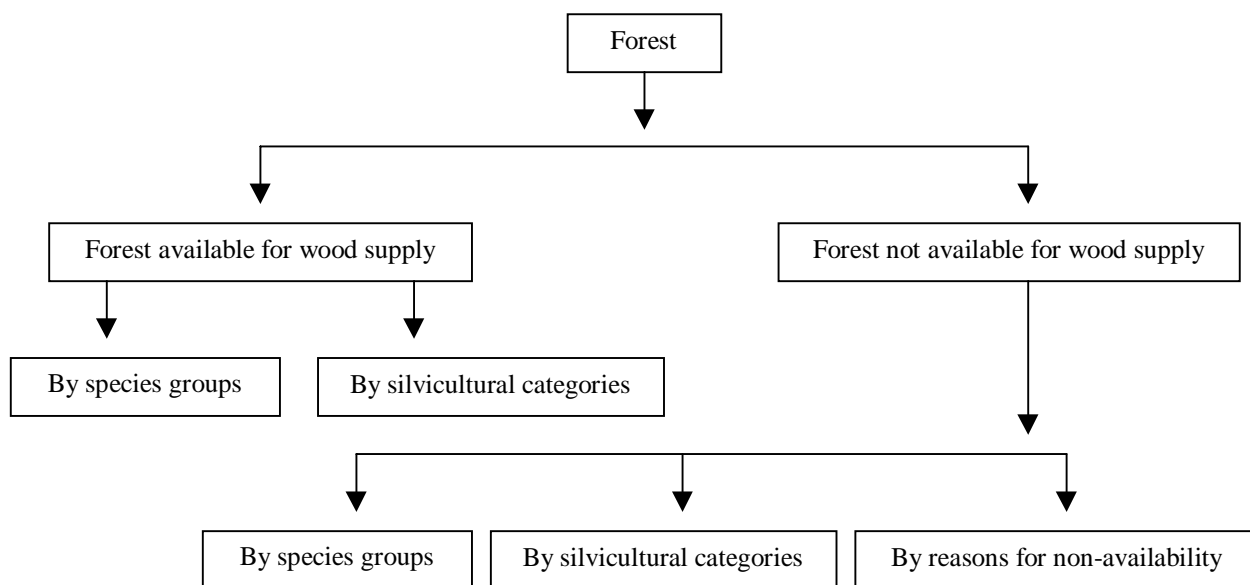 Forest
Forest available for wood supply
Forest not available for wood supply
By species groups
By silvicultural categories
By species groups
By silvicultural categories
By reasons for non-availability